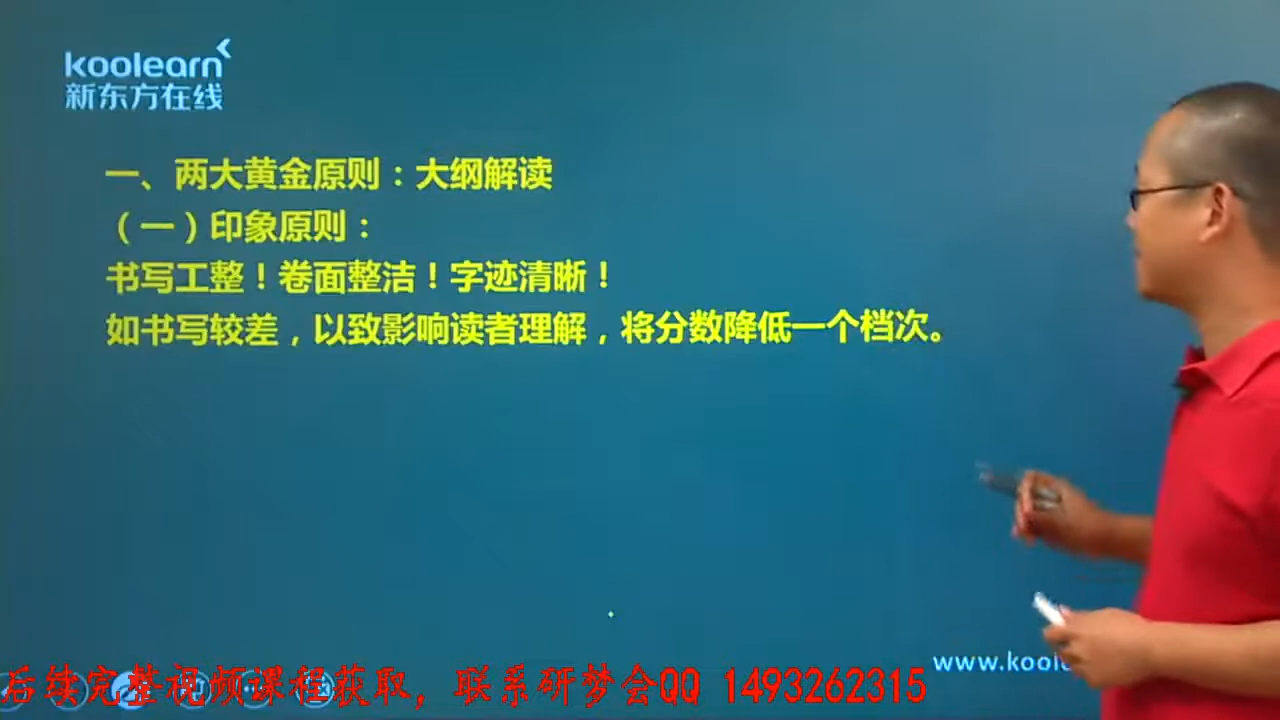 koolearn
新东方在线
一、两大黄金原则：大纲解读
（一）印象原则：
书写工整！卷面整洁！字迹清晰！
如书写较差，以致影响读者理解，将分数降低一个档次。
www.koole
后续完整视频课程获取，联系研梦会QQ 1493262315